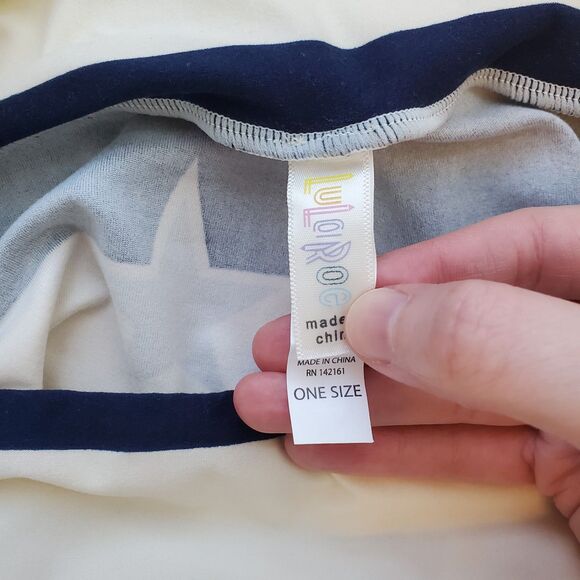 LuLaRoe
made
chin
MADE IN CHINA
RN 142161
ONE SIZE